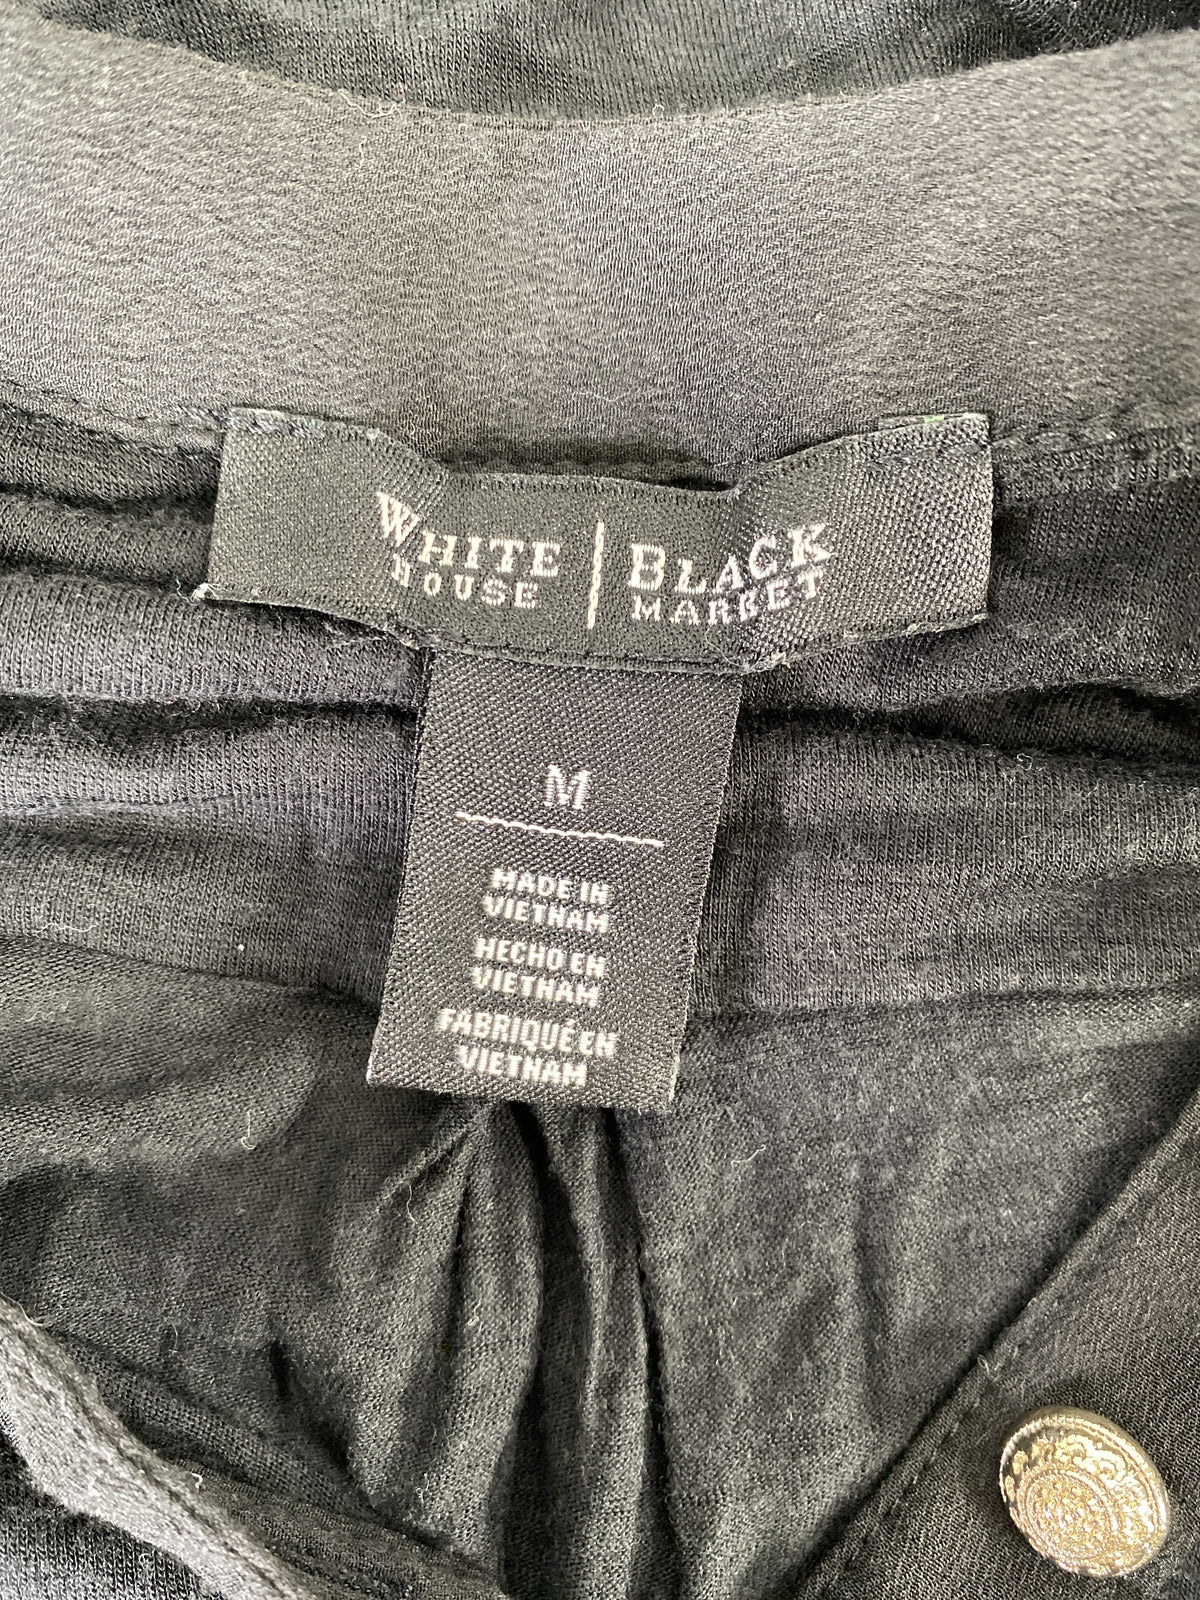 WHITE | BLACK
HOUSE | MARKET
M
MADE IN
VIETNAM
HECHO EN
VIETNAM
FABRIQUÉ EN
VIETNAM